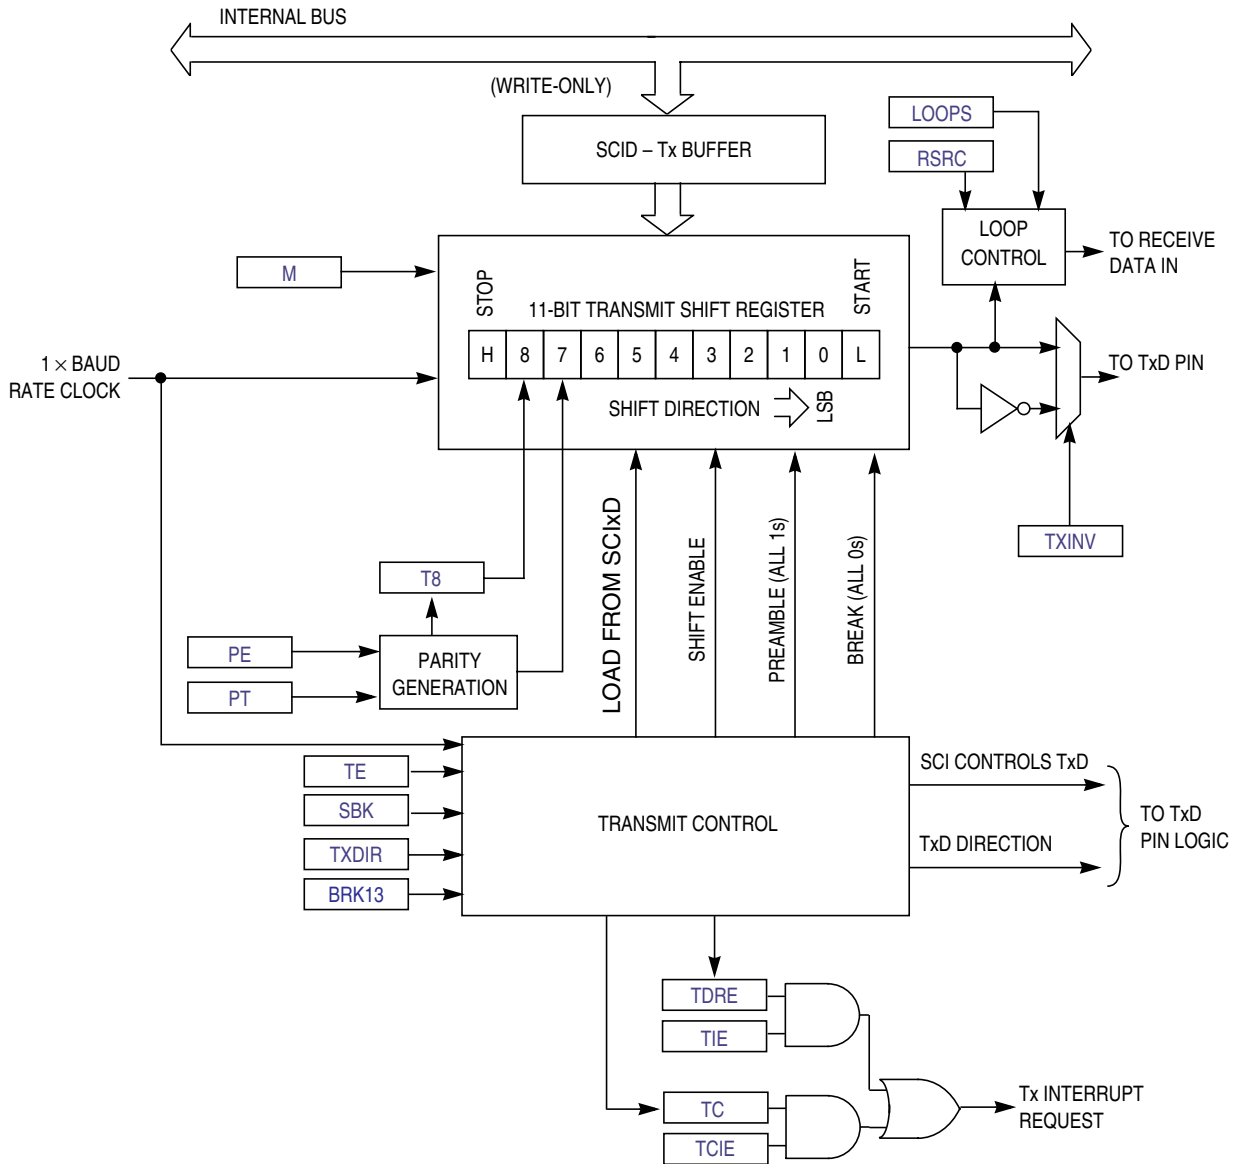 INTERNAL BUS
(WRITE-ONLY)
SCID – Tx BUFFER
LOOPS
RSRC
LOOP
CONTROL
TO RECEIVE
DATA IN
M
STOP
11-BIT TRANSMIT SHIFT REGISTER
START
H 8 7 6 5 4 3 2 1 0 L
SHIFT DIRECTION
LSB
1 × BAUD
RATE CLOCK
TO TxD PIN
TXINV
T8
PE
PT
PARITY
GENERATION
LOAD FROM SCIxD
SHIFT ENABLE
PREAMBLE (ALL 1s)
BREAK (ALL 0s)
TE
SBK
TXDIR
BRK13
TRANSMIT CONTROL
SCI CONTROLS TxD
TxD DIRECTION
TO TxD
PIN LOGIC
TDRE
TIE
TC
TCIE
Tx INTERRUPT
REQUEST